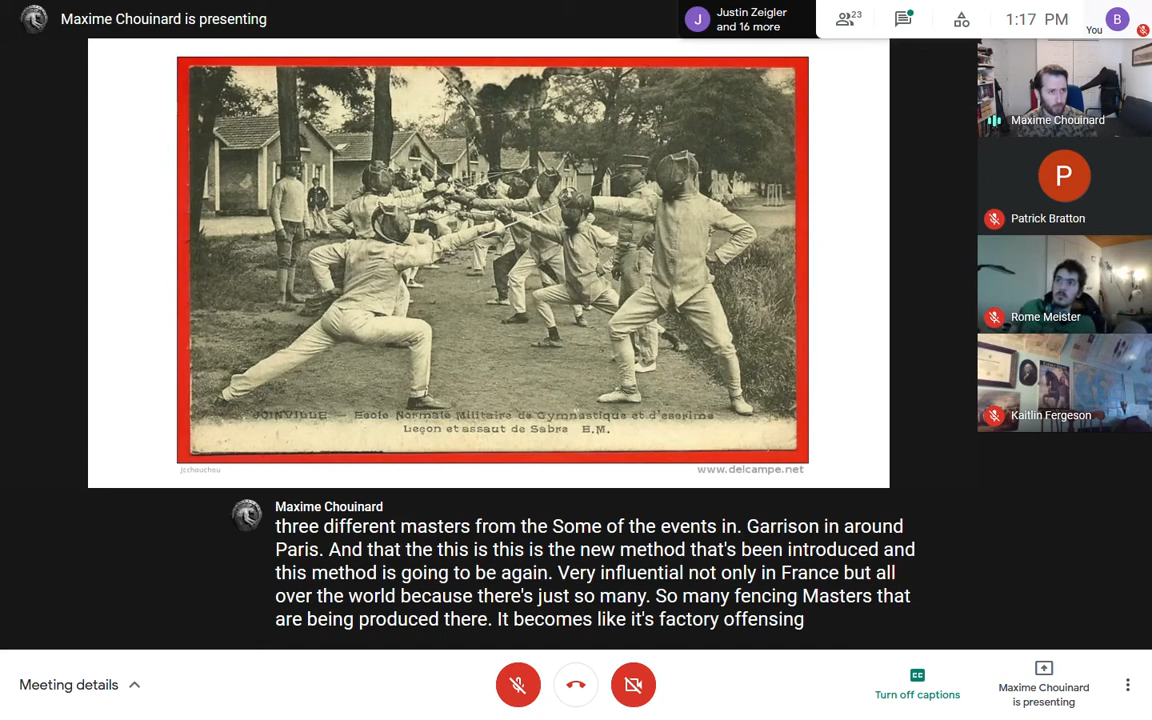 Maxime Chouinard is presenting
J
Justin Zeigler
and 16 more
23
1:17 PM
You
B
Maxime Chouinard
P
Patrick Bratton
Rome Meister
Kaitlin Fergeson
JOINVILLE — Ecole Normale Militaire de Gymnastique et d'escrime
Leçon et assaut de Sabre E.M.
jcchouchou
www.delcampe.net
Maxime Chouinard
three different masters from the Some of the events in. Garrison in around
Paris. And that the this is this is the new method that's been introduced and
this method is going to be again. Very influential not only in France but all
over the world because there's just so many. So many fencing Masters that
are being produced there. It becomes like it's factory offensing
Meeting details
CC
Turn off captions
Maxime Chouinard
is presenting